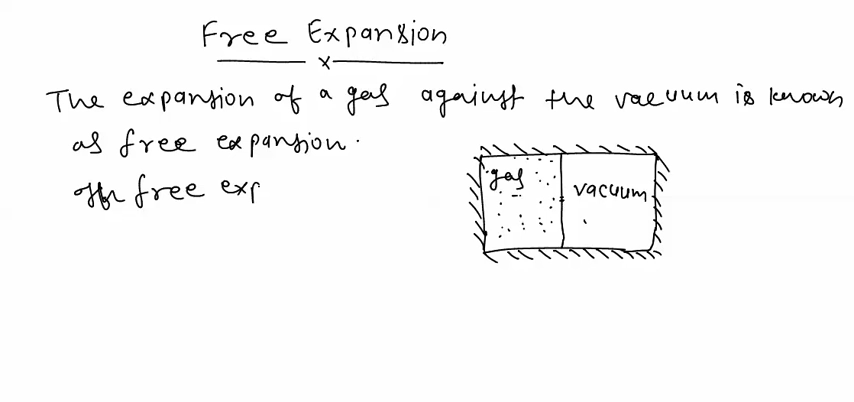 Free Expansion
x
The expansion of a gas against the vacuum is known
as free expansion.
free exp
gas
vacuum